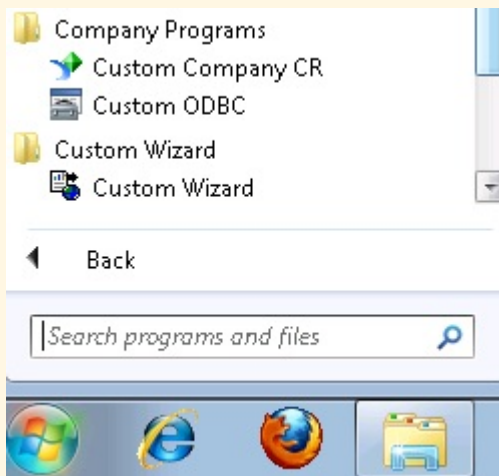 Company Programs
Custom Company CR
Custom ODBC
Custom Wizard
Custom Wizard
Back
Search programs and files